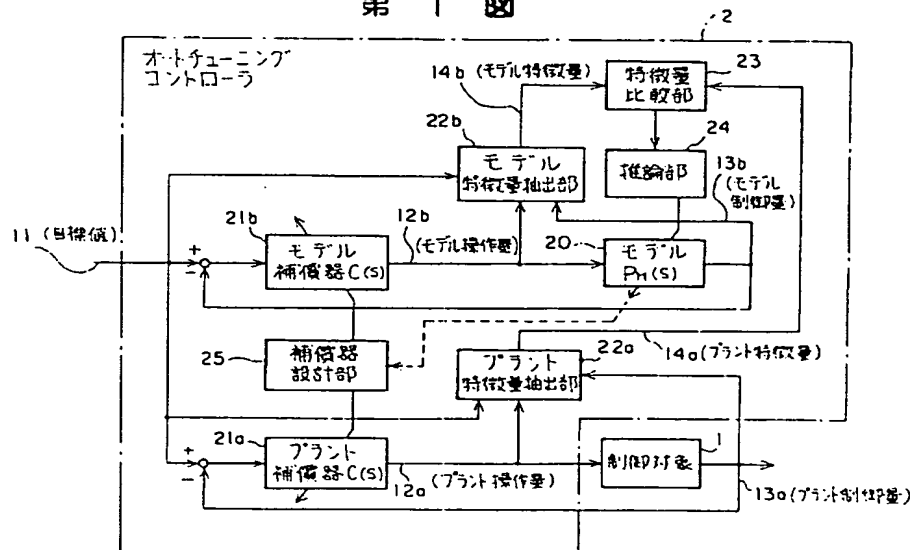 第 1 図
2
オートチューニング
コントローラ
14b (モデル特徴量)
特徴量
比較部
23
22b
モデル
特徴量抽出部
24
推論部
13b
(モデル
制御量)
11 (目標値)
21b
モデル
補償器C(S)
12b
(モデル操作量)
20
モデル
PM(S)
+
-
25
補償器
設計部
プラント
特徴量抽出部
22a
14a(プラント特徴量)
21a
プラント
補償器C(S)
12a
(プラント操作量)
制御対象
1
+
-
13a(プラント制御量)